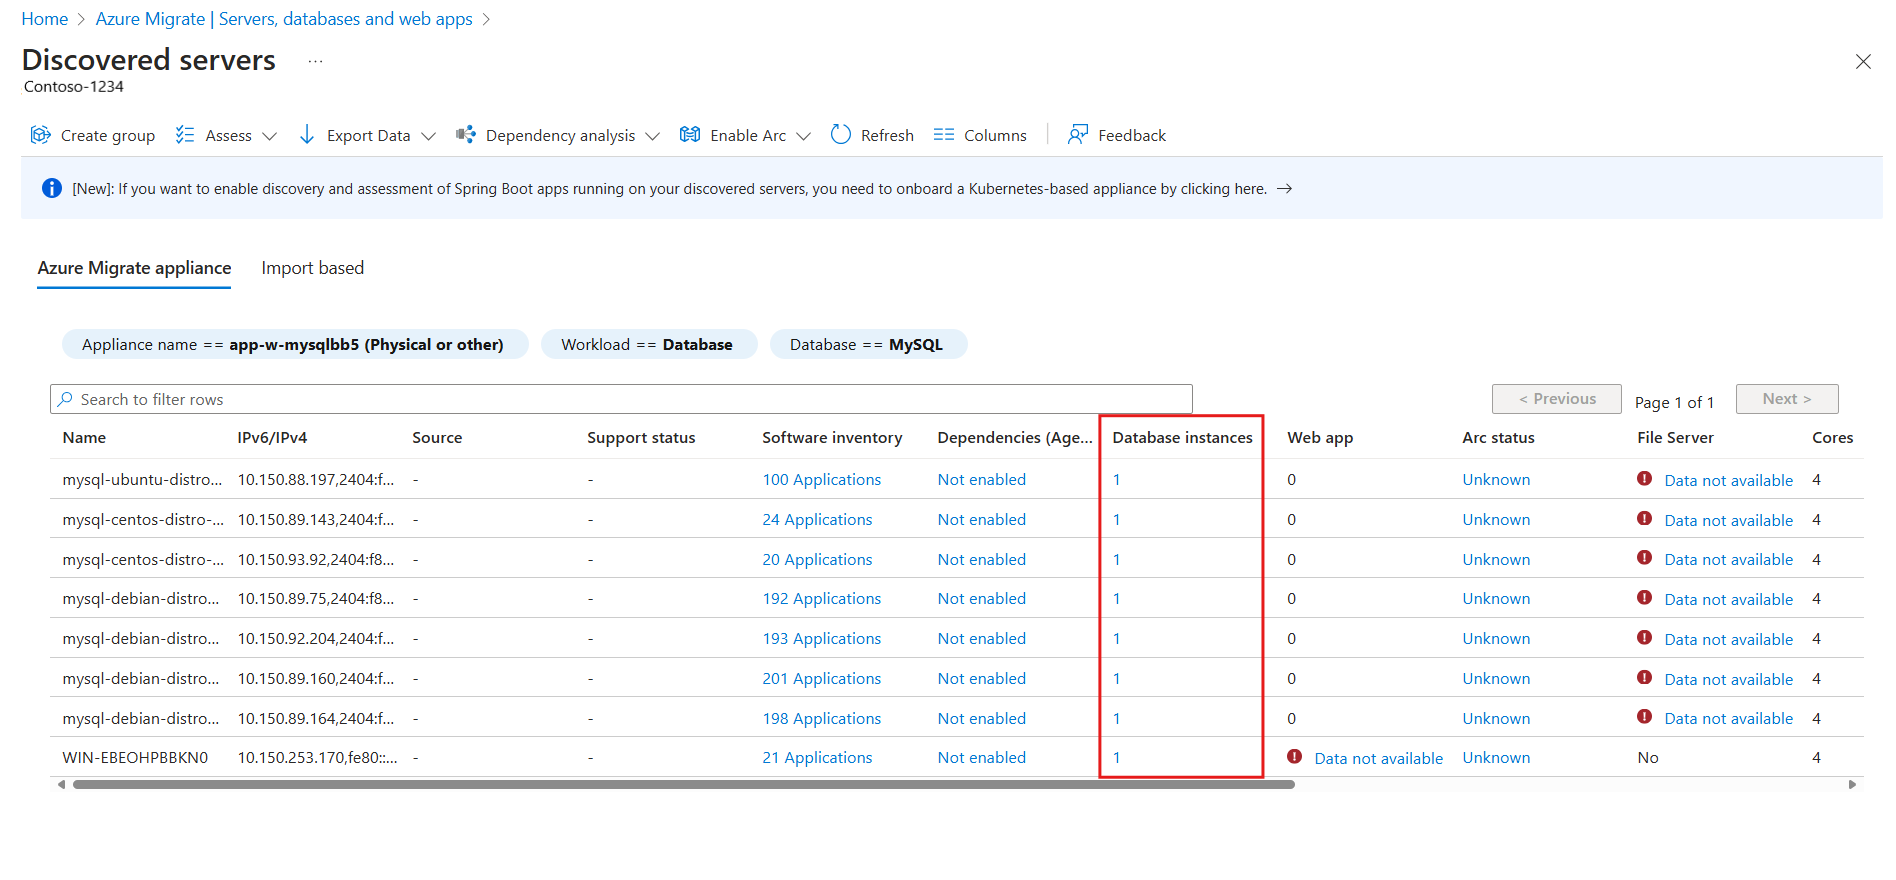 Home > Azure Migrate | Servers, databases and web apps >
Discovered servers ...
Contoso-1234
Create group Assess Export Data Dependency analysis Enable Arc Refresh Columns Feedback
[New]: If you want to enable discovery and assessment of Spring Boot apps running on your discovered servers, you need to onboard a Kubernetes-based appliance by clicking here. →
Azure Migrate appliance Import based
Appliance name == app-w-mysqlbb5 (Physical or other) Workload == Database Database == MySQL
Search to filter rows < Previous Page 1 of 1 Next >
Name IPv6/IPv4 Source Support status Software inventory Dependencies (Age... Database instances Web app Arc status File Server Cores
mysql-ubuntu-distro... 10.150.88.197,2404:f... - - 100 Applications Not enabled 1 0 Unknown Data not available 4
mysql-centos-distro-... 10.150.89.143,2404:f... - - 24 Applications Not enabled 1 0 Unknown Data not available 4
mysql-centos-distro-... 10.150.93.92,2404:f8... - - 20 Applications Not enabled 1 0 Unknown Data not available 4
mysql-debian-distro... 10.150.89.75,2404:f8... - - 192 Applications Not enabled 1 0 Unknown Data not available 4
mysql-debian-distro... 10.150.92.204,2404:f... - - 193 Applications Not enabled 1 0 Unknown Data not available 4
mysql-debian-distro... 10.150.89.160,2404:f... - - 201 Applications Not enabled 1 0 Unknown Data not available 4
mysql-debian-distro... 10.150.89.164,2404:f... - - 198 Applications Not enabled 1 0 Unknown Data not available 4
WIN-EBEOHPBBKN0 10.150.253.170,fe80::... - - 21 Applications Not enabled 1 Data not available Unknown No 4